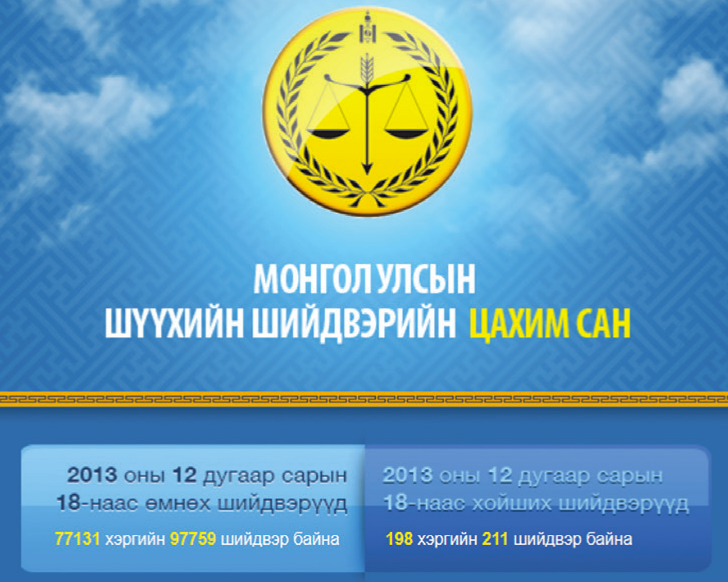 МОНГОЛ УЛСЫН
ШҮҮХИЙН ШИЙДВЭРИЙН ЦАХИМ САН
2013 оны 12 дугаар сарын
18-наас өмнөх шийдвэрүүд
77131 хэргийн 97759 шийдвэр байна
2013 оны 12 дугаар сарын
18-наас хойших шийдвэрүүд
198 хэргийн 211 шийдвэр байна